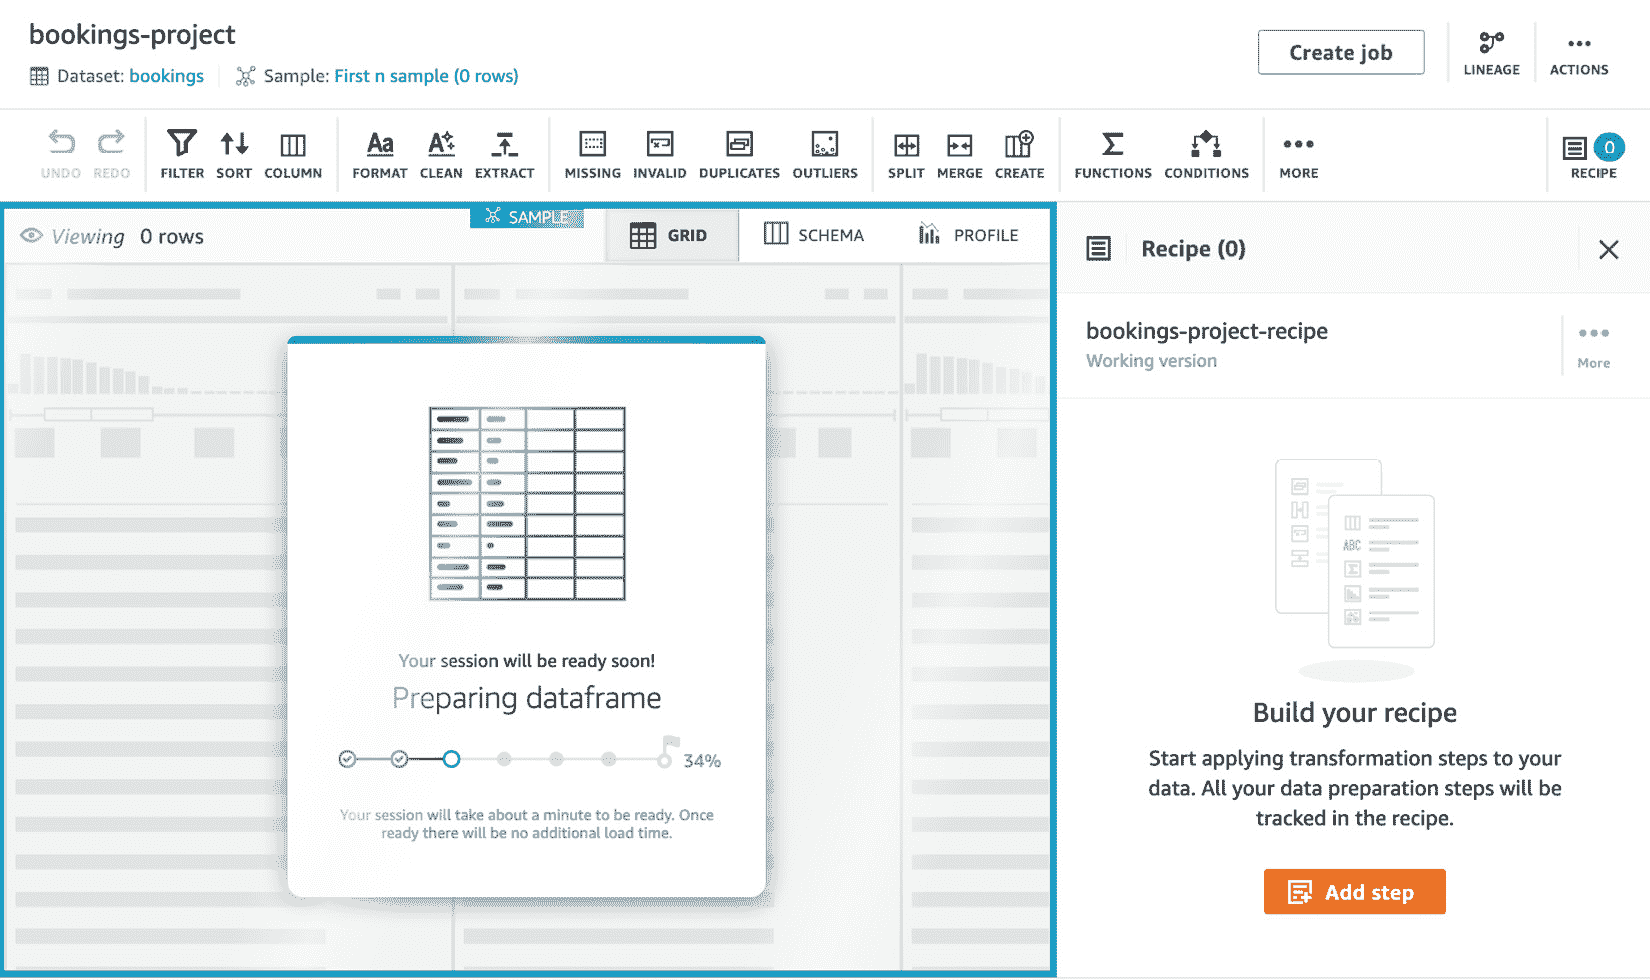 bookings-project
Dataset: bookings
Sample: First n sample (0 rows)
Create job
LINEAGE
ACTIONS
UNDO
REDO
FILTER
SORT
COLUMN
FORMAT
CLEAN
EXTRACT
MISSING
INVALID
DUPLICATES
OUTLIERS
SPLIT
MERGE
CREATE
FUNCTIONS
CONDITIONS
MORE
0
RECIPE
Viewing 0 rows
SAMPLE
GRID
SCHEMA
PROFILE
Your session will be ready soon!
Preparing dataframe
34%
Your session will take about a minute to be ready. Once
ready there will be no additional load time.
Recipe (0)
bookings-project-recipe
Working version
More
ABC
Build your recipe
Start applying transformation steps to your
data. All your data preparation steps will be
tracked in the recipe.
Add step